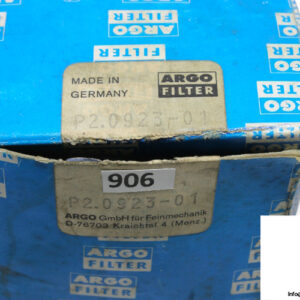 ARGO
FILTER
ARGO
FILTER
MADE IN
GERMANY
ARGO
FILTER
P2.0923-01
906
P2.0923-01
ARGO GmbH für Feinmechanik
D-76703 Kraichtal 4 (Menz.)
ARGO
FILTER